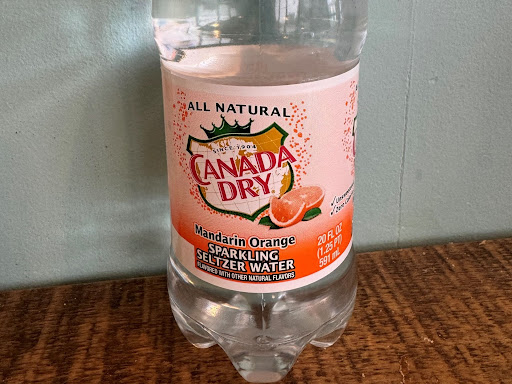 ALL NATURAL
SINCE 1904
CANADA
DRY
Mandarin Orange
SPARKLING
SELTZER WATER
FLAVORED WITH OTHER NATURAL FLAVORS
20 FL OZ
(1.25 PT)
591 mL